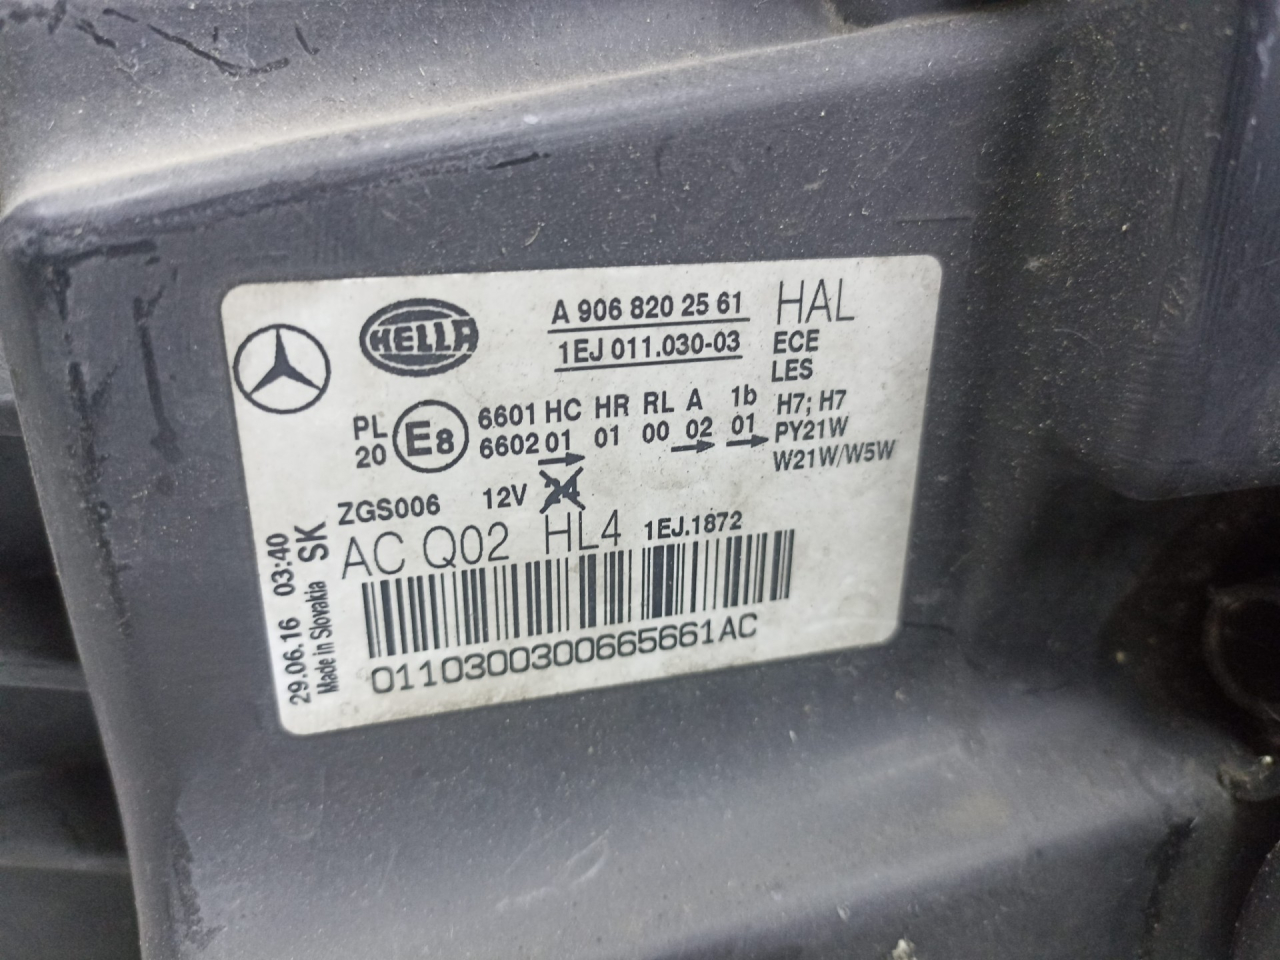 HELLA
A 906 820 25 61
HAL
1EJ 011.030-03
ECE
LES
PL
20
E8
6601 HC HR RL A 1b
6602 01 01 00 02 01
H7; H7
PY21W
W21W/W5W
ZGS006 12V 24
AC Q02 HL4 1EJ.1872
0110300300665661AC
29.06.16 03:40
Made in Slovakia SK